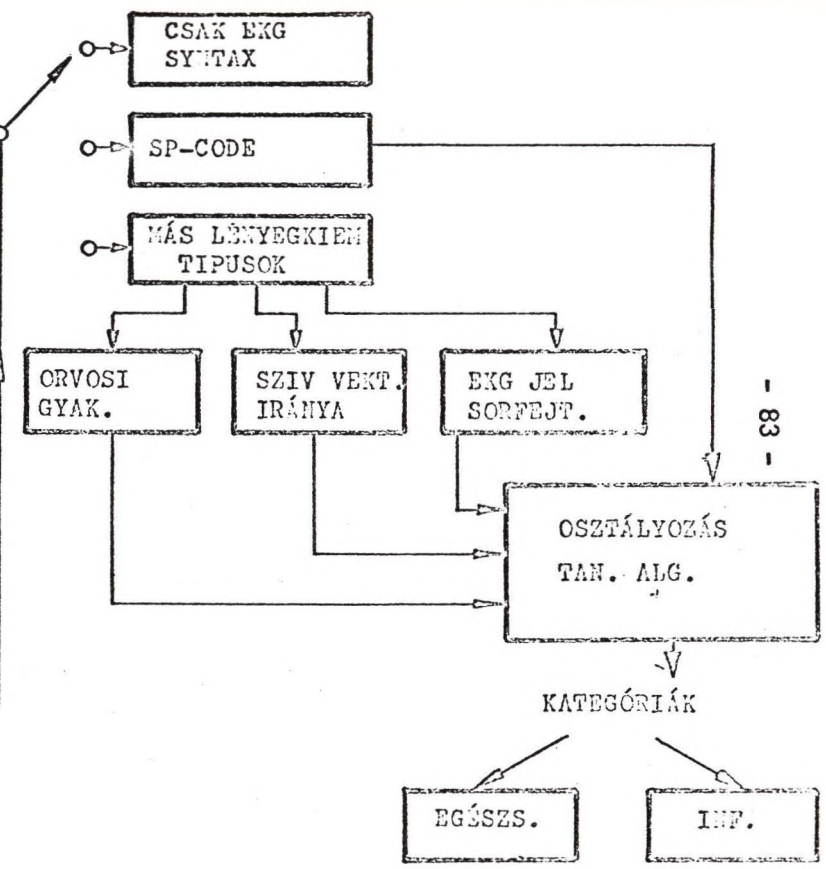 CSAK EKG
SYNTAX
SP-CODE
MÁS LÉNYEGKIEM
TIPUSOK
ORVOSI
GYAK.
SZIV VEKT.
IRÁNYA
EKG JEL
SORFEJT.
- 83 -
OSZTÁLYOZÁS
TAN. ALG.
KATEGÓRIÁK
EGÉSZS.
INF.